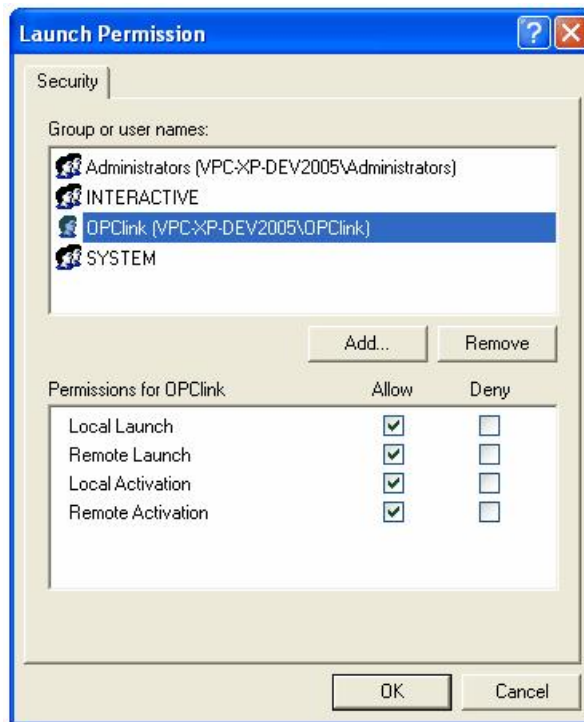 Launch Permission
Security
Group or user names:
Administrators (VPC-XP-DEV2005\Administrators)
INTERACTIVE
OPClink (VPC-XP-DEV2005\OPClink)
SYSTEM
Add... Remove
Permissions for OPClink Allow Deny
Local Launch
Remote Launch
Local Activation
Remote Activation
OK Cancel